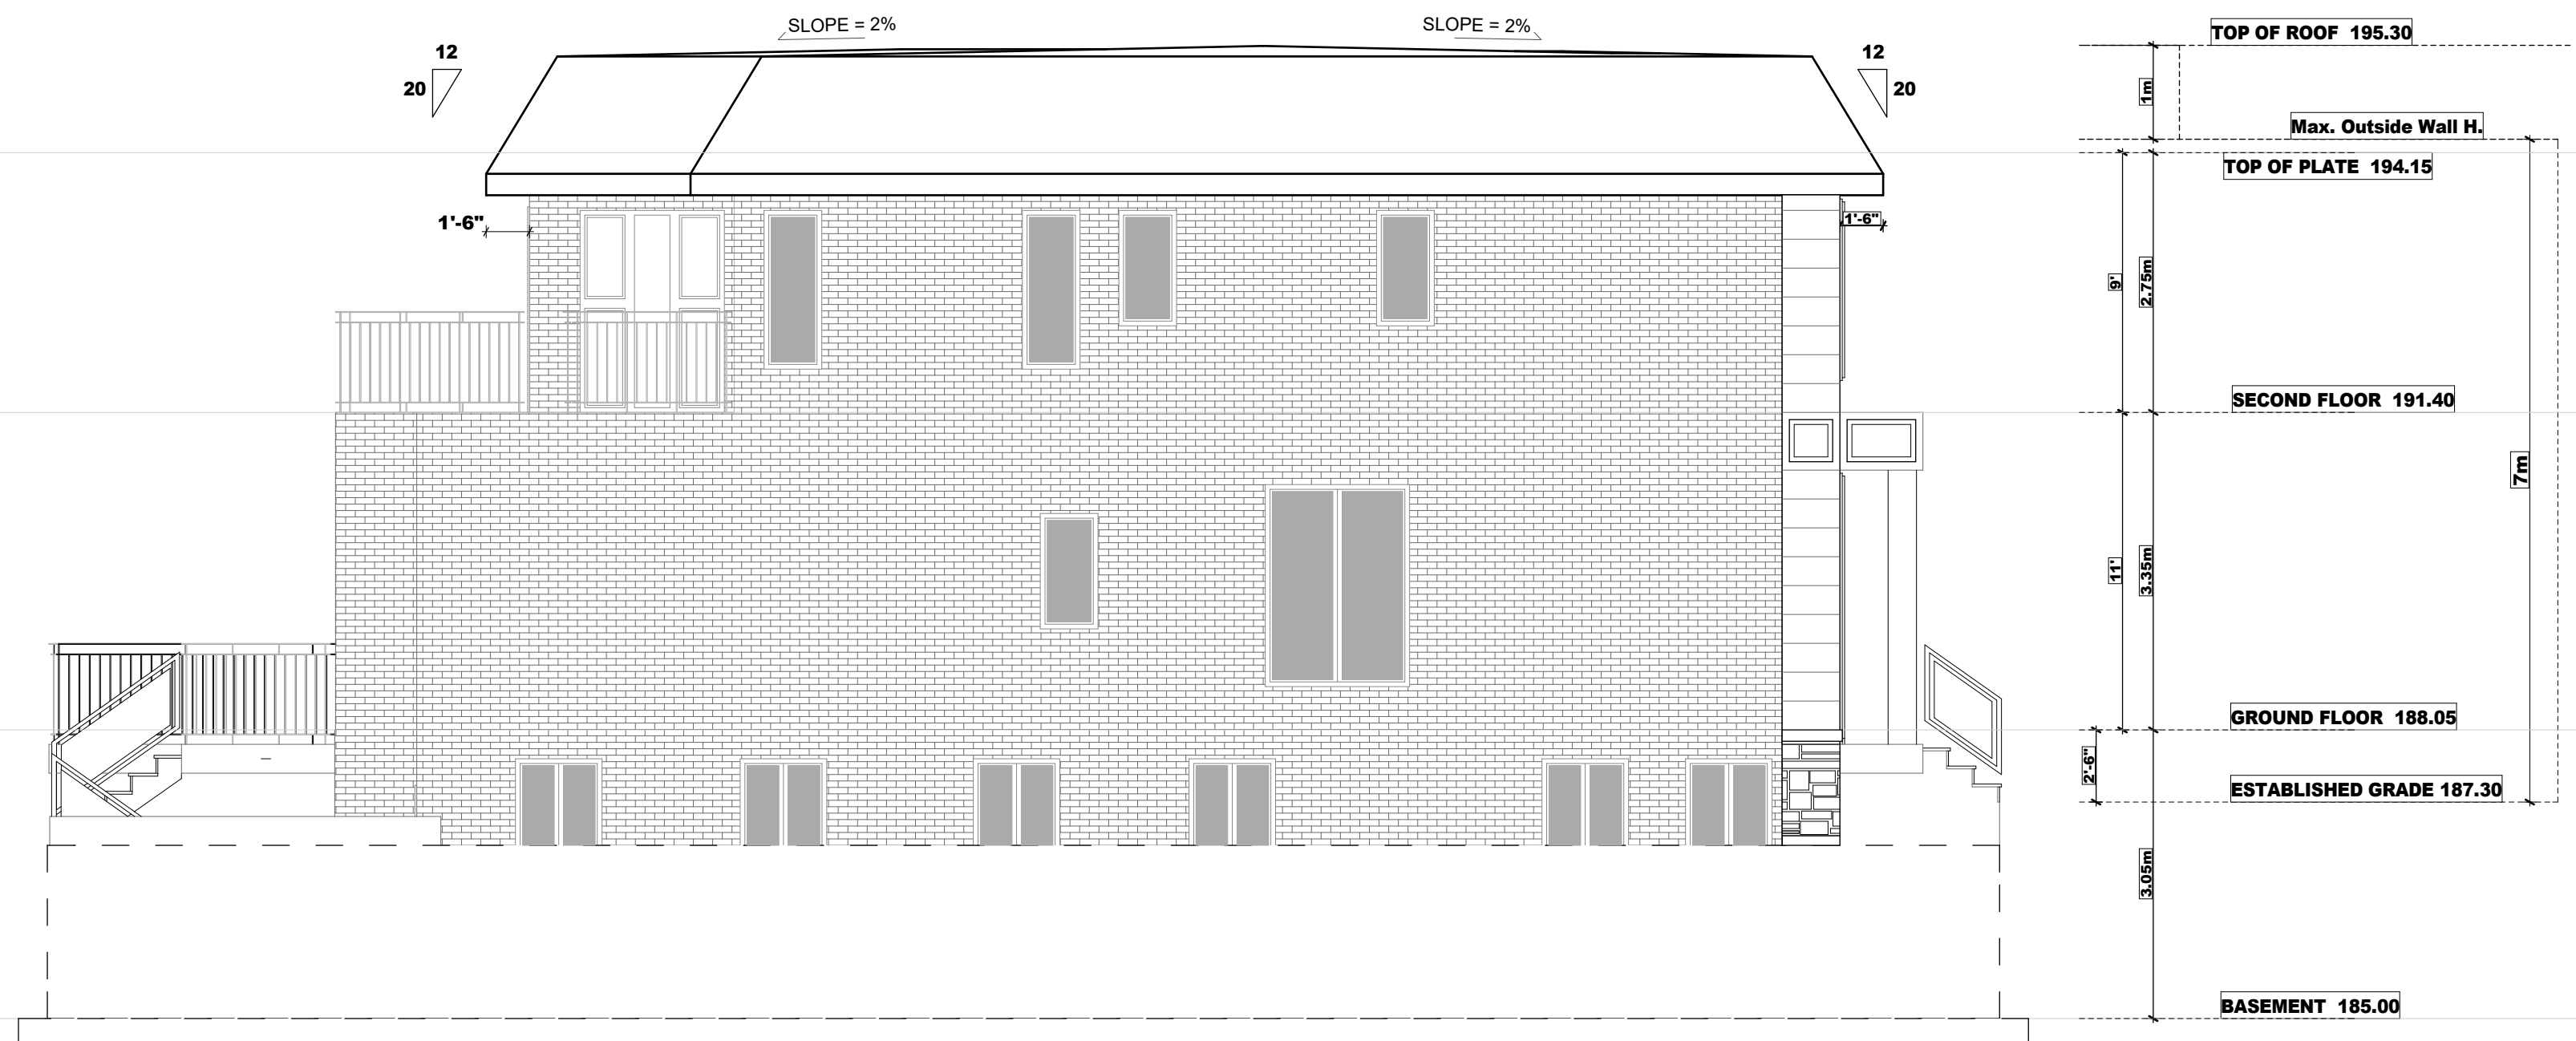 SLOPE = 2%
SLOPE = 2%
12
20
12
20
TOP OF ROOF 195.30
1m
Max. Outside Wall H.
TOP OF PLATE 194.15
1'-6"
1'-6"
9'
2.75m
SECOND FLOOR 191.40
7m
11'
3.35m
GROUND FLOOR 188.05
2'-6"
ESTABLISHED GRADE 187.30
3.05m
BASEMENT 185.00